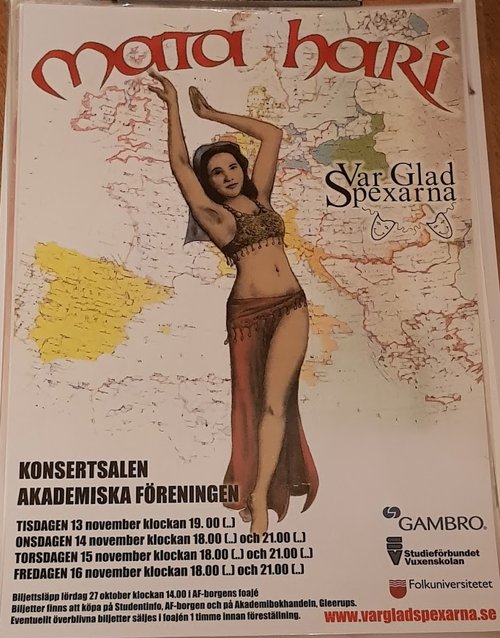 mata hari
Var Glad
Spexarna
KONSERTSALEN
AKADEMISKA FÖRENINGEN
TISDAGEN 13 november klockan 19. 00 (..)
ONSDAGEN 14 november klockan 18.00 (..) och 21.00 (..)
TORSDAGEN 15 november klockan 18.00 (..) och 21.00 (..)
FREDAGEN 16 november klockan 18.00 (..) och 21.00 (..)
Biljettsläpp lördag 27 oktober klockan 14.00 i AF-borgens foajé
Biljetter finns att köpa på Studentinfo, AF-borgen och på Akademibokhandeln, Gleerups.
Eventuellt överblivna biljetter säljes i foajén 1 timme innan föreställning.
GAMBRO®
Studieförbundet
Vuxenskolan
Folkuniversitetet
www.vargladspexarna.se